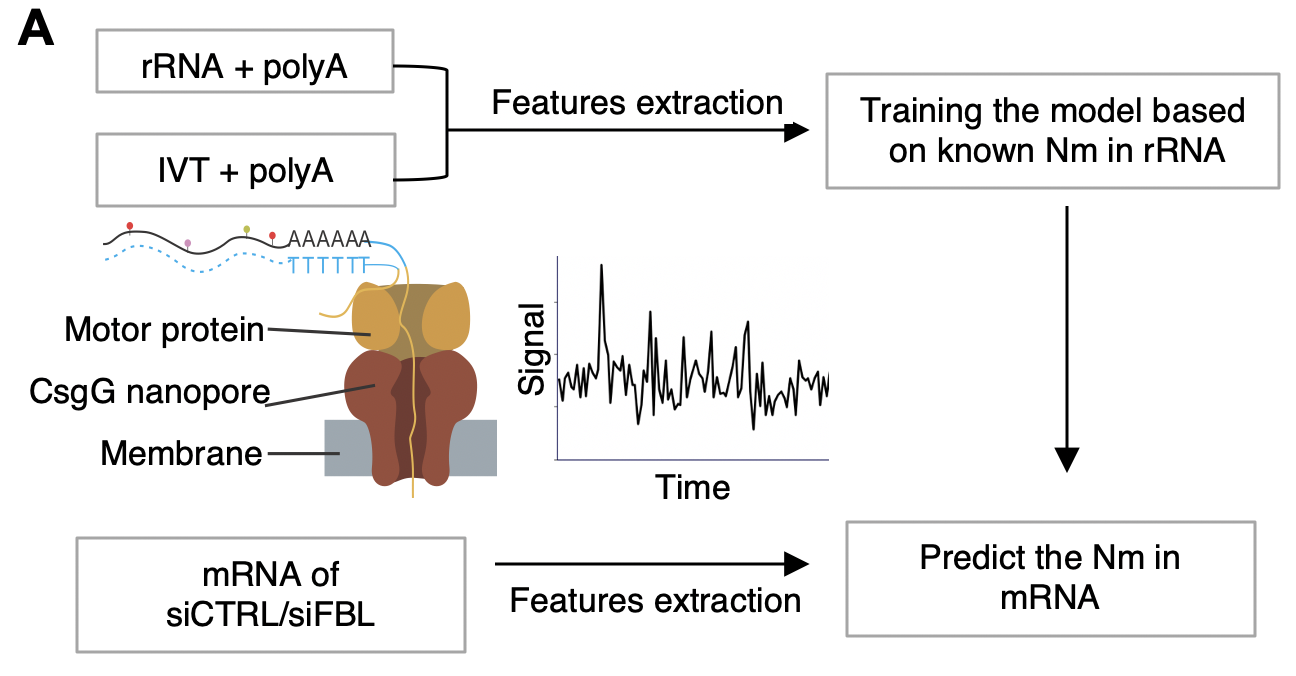 A
rRNA + polyA
IVT + polyA
Features extraction
Training the model based
on known Nm in rRNA
AAAAAA
TTTTTT
Motor protein
CsgG nanopore
Membrane
Signal
Time
mRNA of
siCTRL/siFBL
Features extraction
Predict the Nm in
mRNA